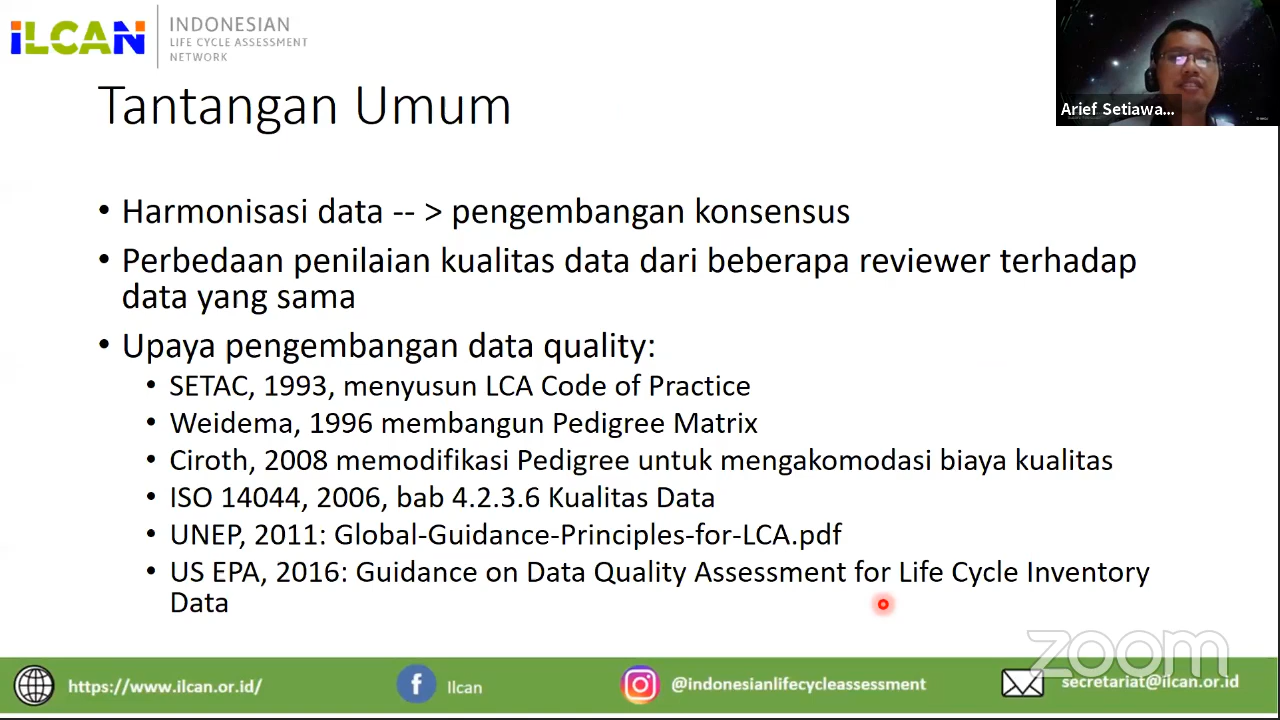 iLCAN
INDONESIAN
LIFE CYCLE ASSESSMENT
NETWORK
Arief Setiawa...
Tantangan Umum
• Harmonisasi data -- > pengembangan konsensus
• Perbedaan penilaian kualitas data dari beberapa reviewer terhadap
data yang sama
• Upaya pengembangan data quality:
• SETAC, 1993, menyusun LCA Code of Practice
• Weidema, 1996 membangun Pedigree Matrix
• Ciroth, 2008 memodifikasi Pedigree untuk mengakomodasi biaya kualitas
• ISO 14044, 2006, bab 4.2.3.6 Kualitas Data
• UNEP, 2011: Global-Guidance-Principles-for-LCA.pdf
• US EPA, 2016: Guidance on Data Quality Assessment for Life Cycle Inventory
Data
zoom
https://www.ilcan.or.id/
Ilcan
@indonesianlifecycleassessment
secretariat@ilcan.or.id